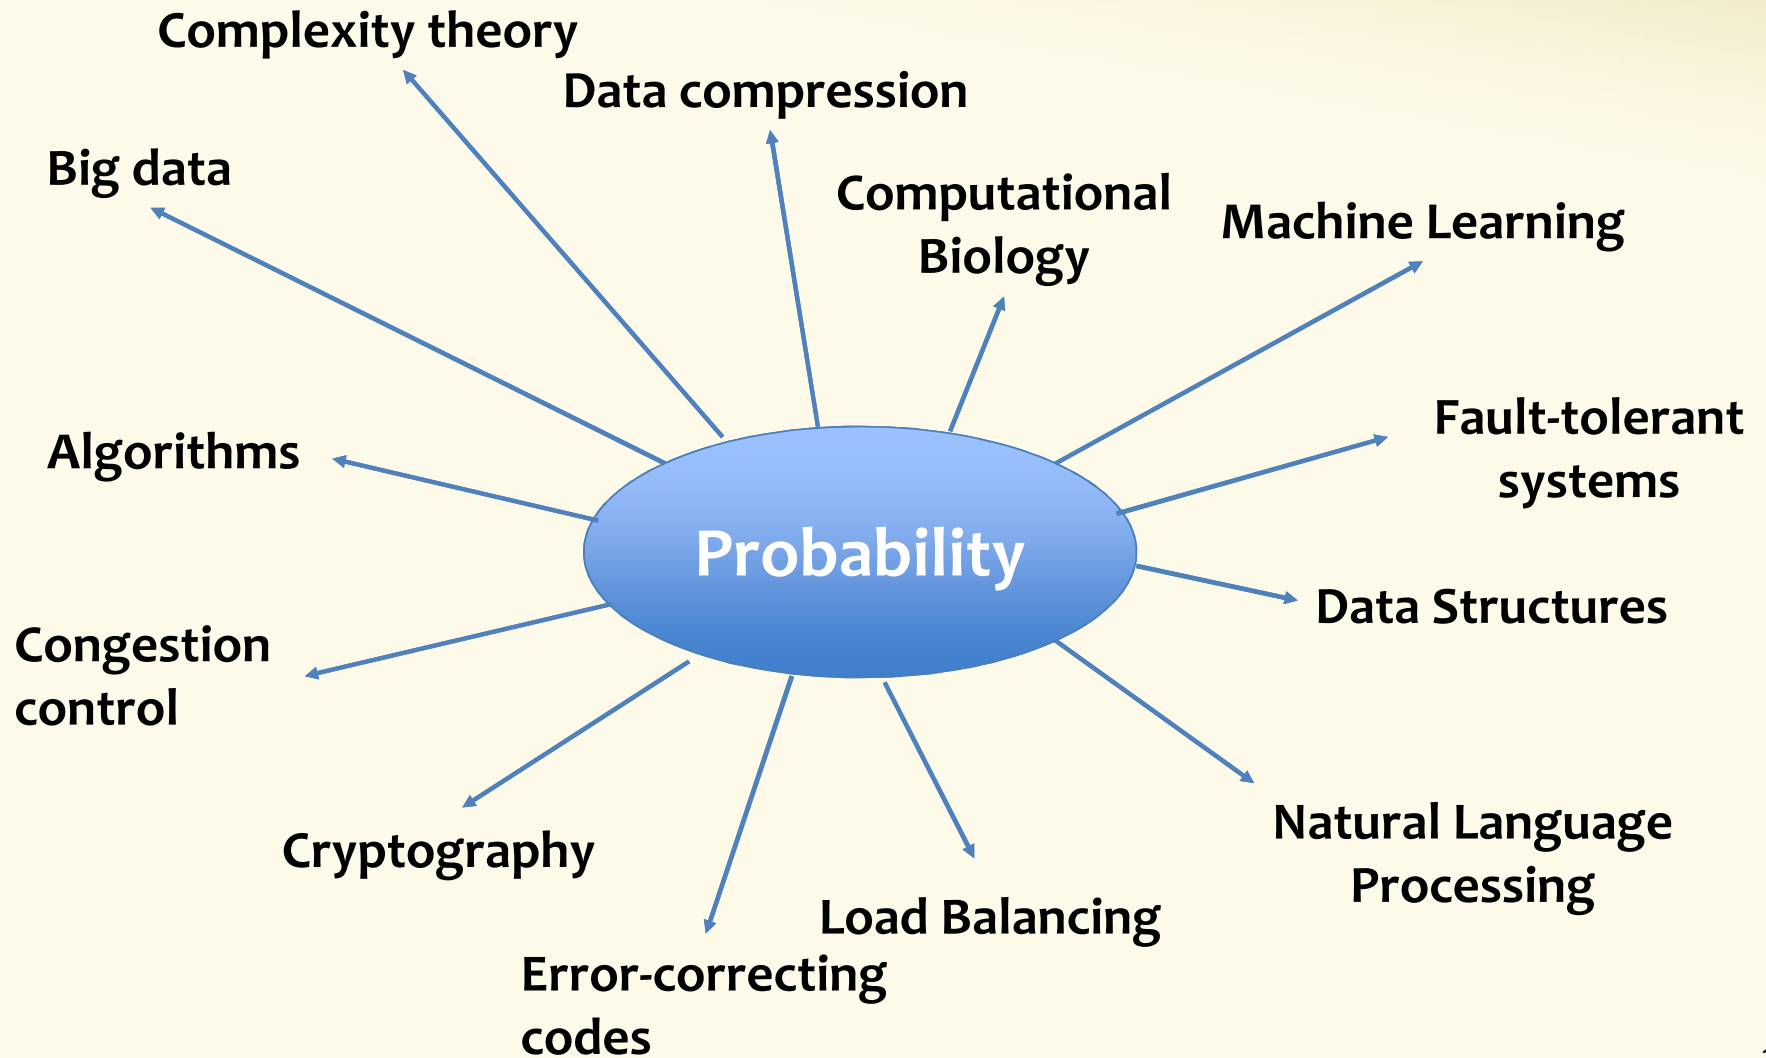 Complexity theory
Data compression
Big data
Computational
Biology
Machine Learning
Fault-tolerant
systems
Algorithms
Probability
Data Structures
Congestion
control
Natural Language
Processing
Cryptography
Load Balancing
Error-correcting
codes